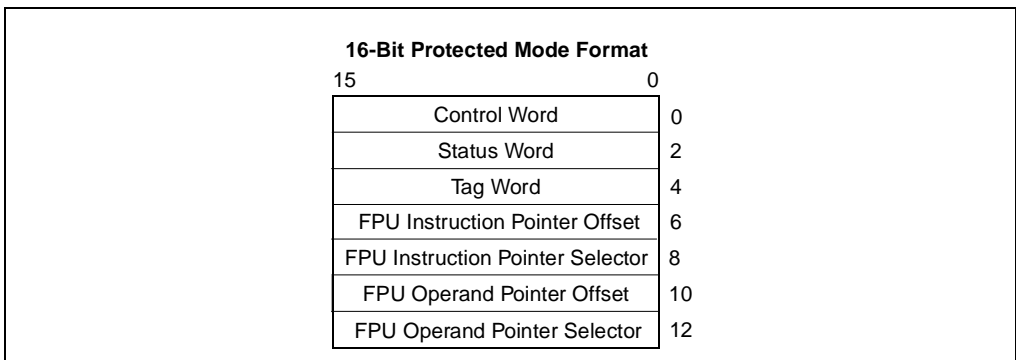 16-Bit Protected Mode Format
15 0
Control Word 0
Status Word 2
Tag Word 4
FPU Instruction Pointer Offset 6
FPU Instruction Pointer Selector 8
FPU Operand Pointer Offset 10
FPU Operand Pointer Selector 12